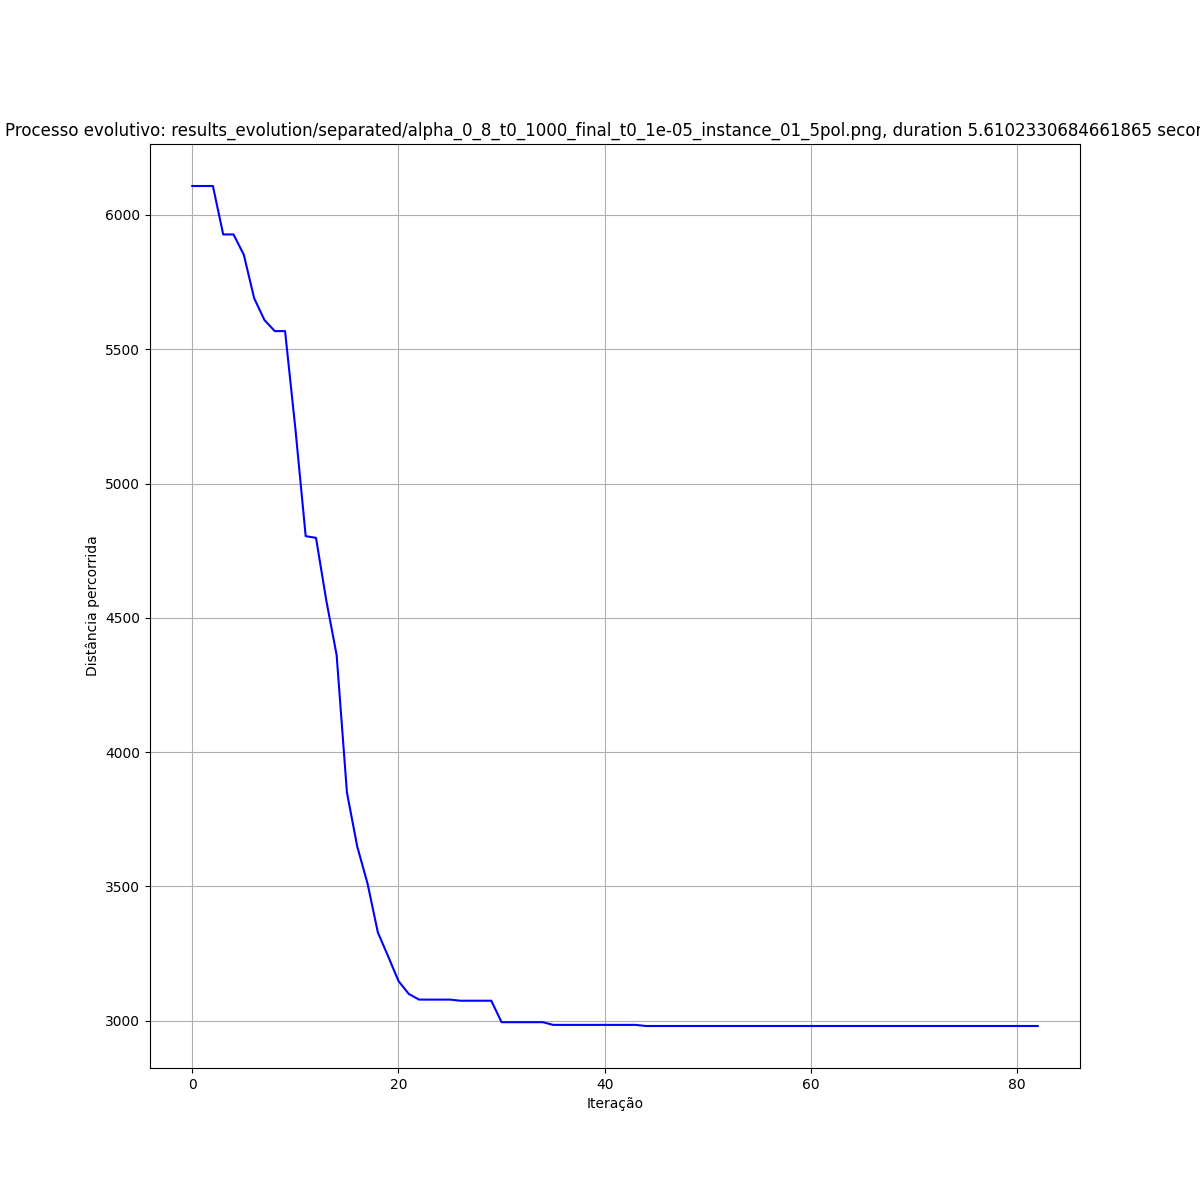 Processo evolutivo: results_evolution/separated/alpha_0_8_t0_1000_final_t0_1e-05_instance_01_5pol.png, duration 5.6102330684661865 secon
6000
5500
5000
4500
4000
3500
3000
Distância percorrida
0 20 40 60 80
Iteração